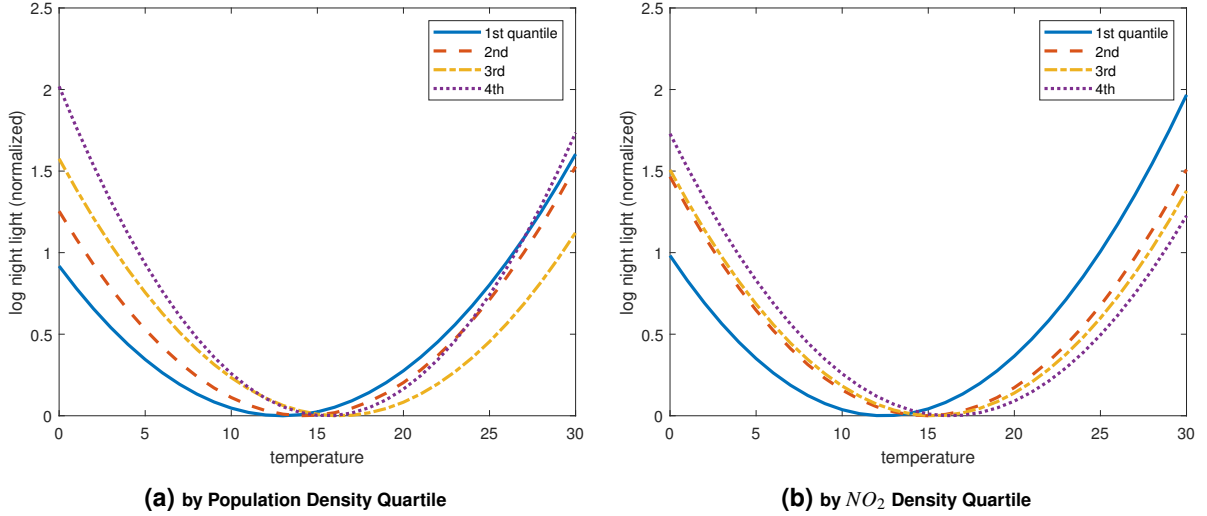 2.5
2
1.5
1
0.5
0
0 5 10 15 20 25 30
log night light (normalized)
temperature
1st quantile
2nd
3rd
4th
(a) by Population Density Quartile
2.5
2
1.5
1
0.5
0
0 5 10 15 20 25 30
log night light (normalized)
temperature
1st quantile
2nd
3rd
4th
(b) by NO₂ Density Quartile